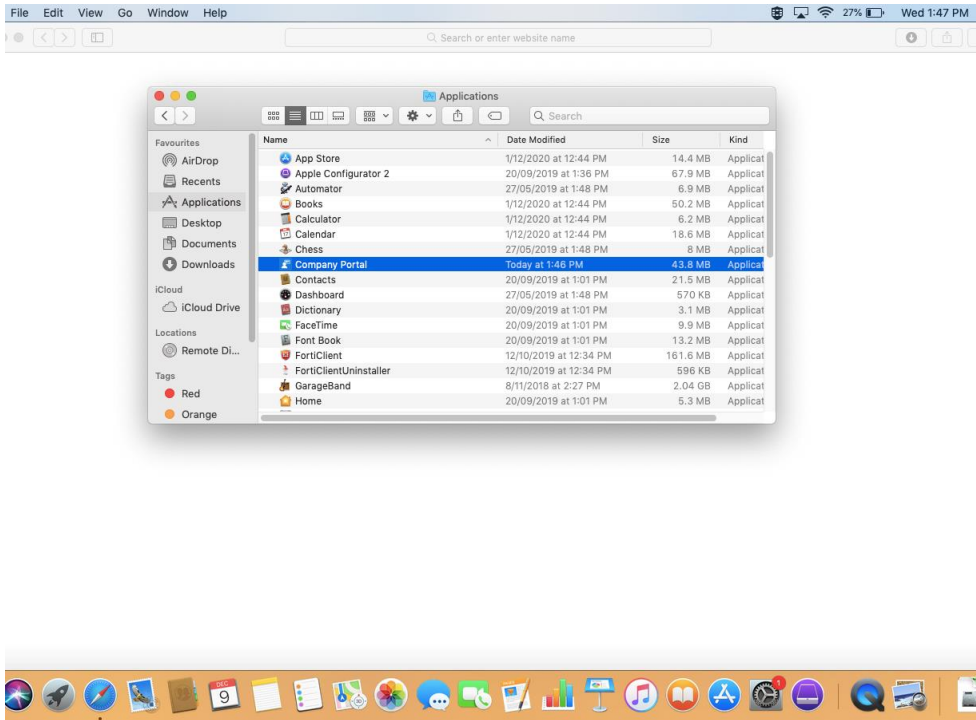 File Edit View Go Window Help 27% Wed 1:47 PM
Search or enter website name
Applications
Search
Favourites
AirDrop
Recents
Applications
Desktop
Documents
Downloads
iCloud
iCloud Drive
Locations
Remote Di...
Tags
Red
Orange
Name Date Modified Size Kind
App Store 1/12/2020 at 12:44 PM 14.4 MB Applicat
Apple Configurator 2 20/09/2019 at 1:36 PM 67.9 MB Applicat
Automator 27/05/2019 at 1:48 PM 6.9 MB Applicat
Books 1/12/2020 at 12:44 PM 50.2 MB Applicat
Calculator 1/12/2020 at 12:44 PM 6.2 MB Applicat
Calendar 1/12/2020 at 12:44 PM 18.6 MB Applicat
Chess 27/05/2019 at 1:48 PM 8 MB Applicat
Company Portal Today at 1:46 PM 43.8 MB Applicat
Contacts 20/09/2019 at 1:01 PM 21.5 MB Applicat
Dashboard 27/05/2019 at 1:48 PM 570 KB Applicat
Dictionary 20/09/2019 at 1:01 PM 3.1 MB Applicat
FaceTime 20/09/2019 at 1:01 PM 9.9 MB Applicat
Font Book 20/09/2019 at 1:01 PM 13.2 MB Applicat
FortiClient 12/10/2019 at 12:34 PM 161.6 MB Applicat
FortiClientUninstaller 12/10/2019 at 12:34 PM 596 KB Applicat
GarageBand 8/11/2018 at 2:27 PM 2.04 GB Applicat
Home 20/09/2019 at 1:01 PM 5.3 MB Applicat
DEC
9
1